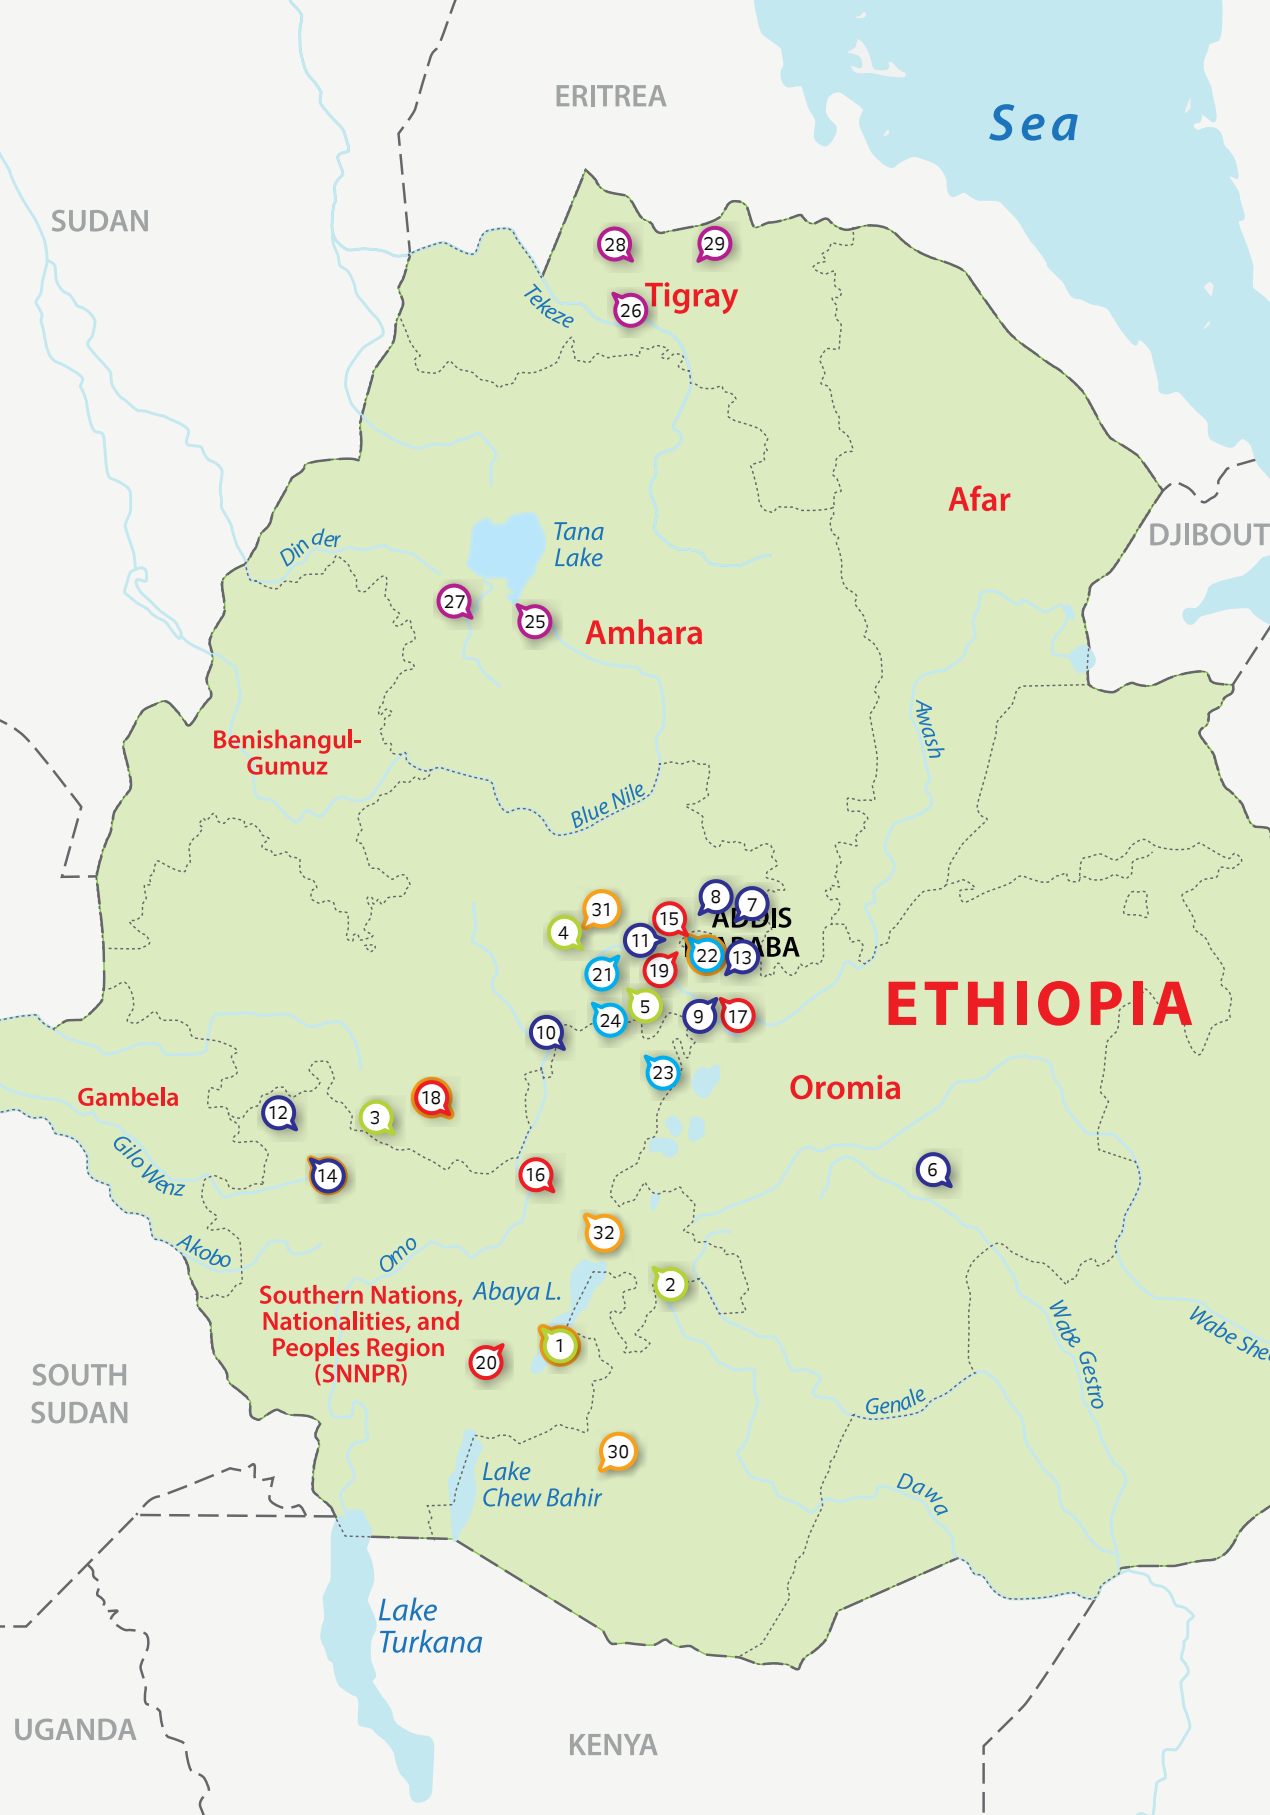 ERITREA
Sea
SUDAN
28
29
Tigray
26
Tekeze
Afar
DJIBOUT
Tana
Lake
Din der
27
25
Amhara
Awash
Benishangul-
Gumuz
Blue Nile
8
7
31
15
ADDIS
4
11
22
13
ABABA
21
19
ETHIOPIA
5
24
9
17
10
23
Oromia
Gambela
18
12
3
Gilo Wenz
14
16
6
32
Akobo
Omo
2
Abaya L.
Southern Nations,
Nationalities, and
Peoples Region
(SNNPR)
1
20
Wabe Gestro
Wabe She
SOUTH
SUDAN
Genale
30
Lake
Chew Bahir
Dawa
Lake
Turkana
UGANDA
KENYA